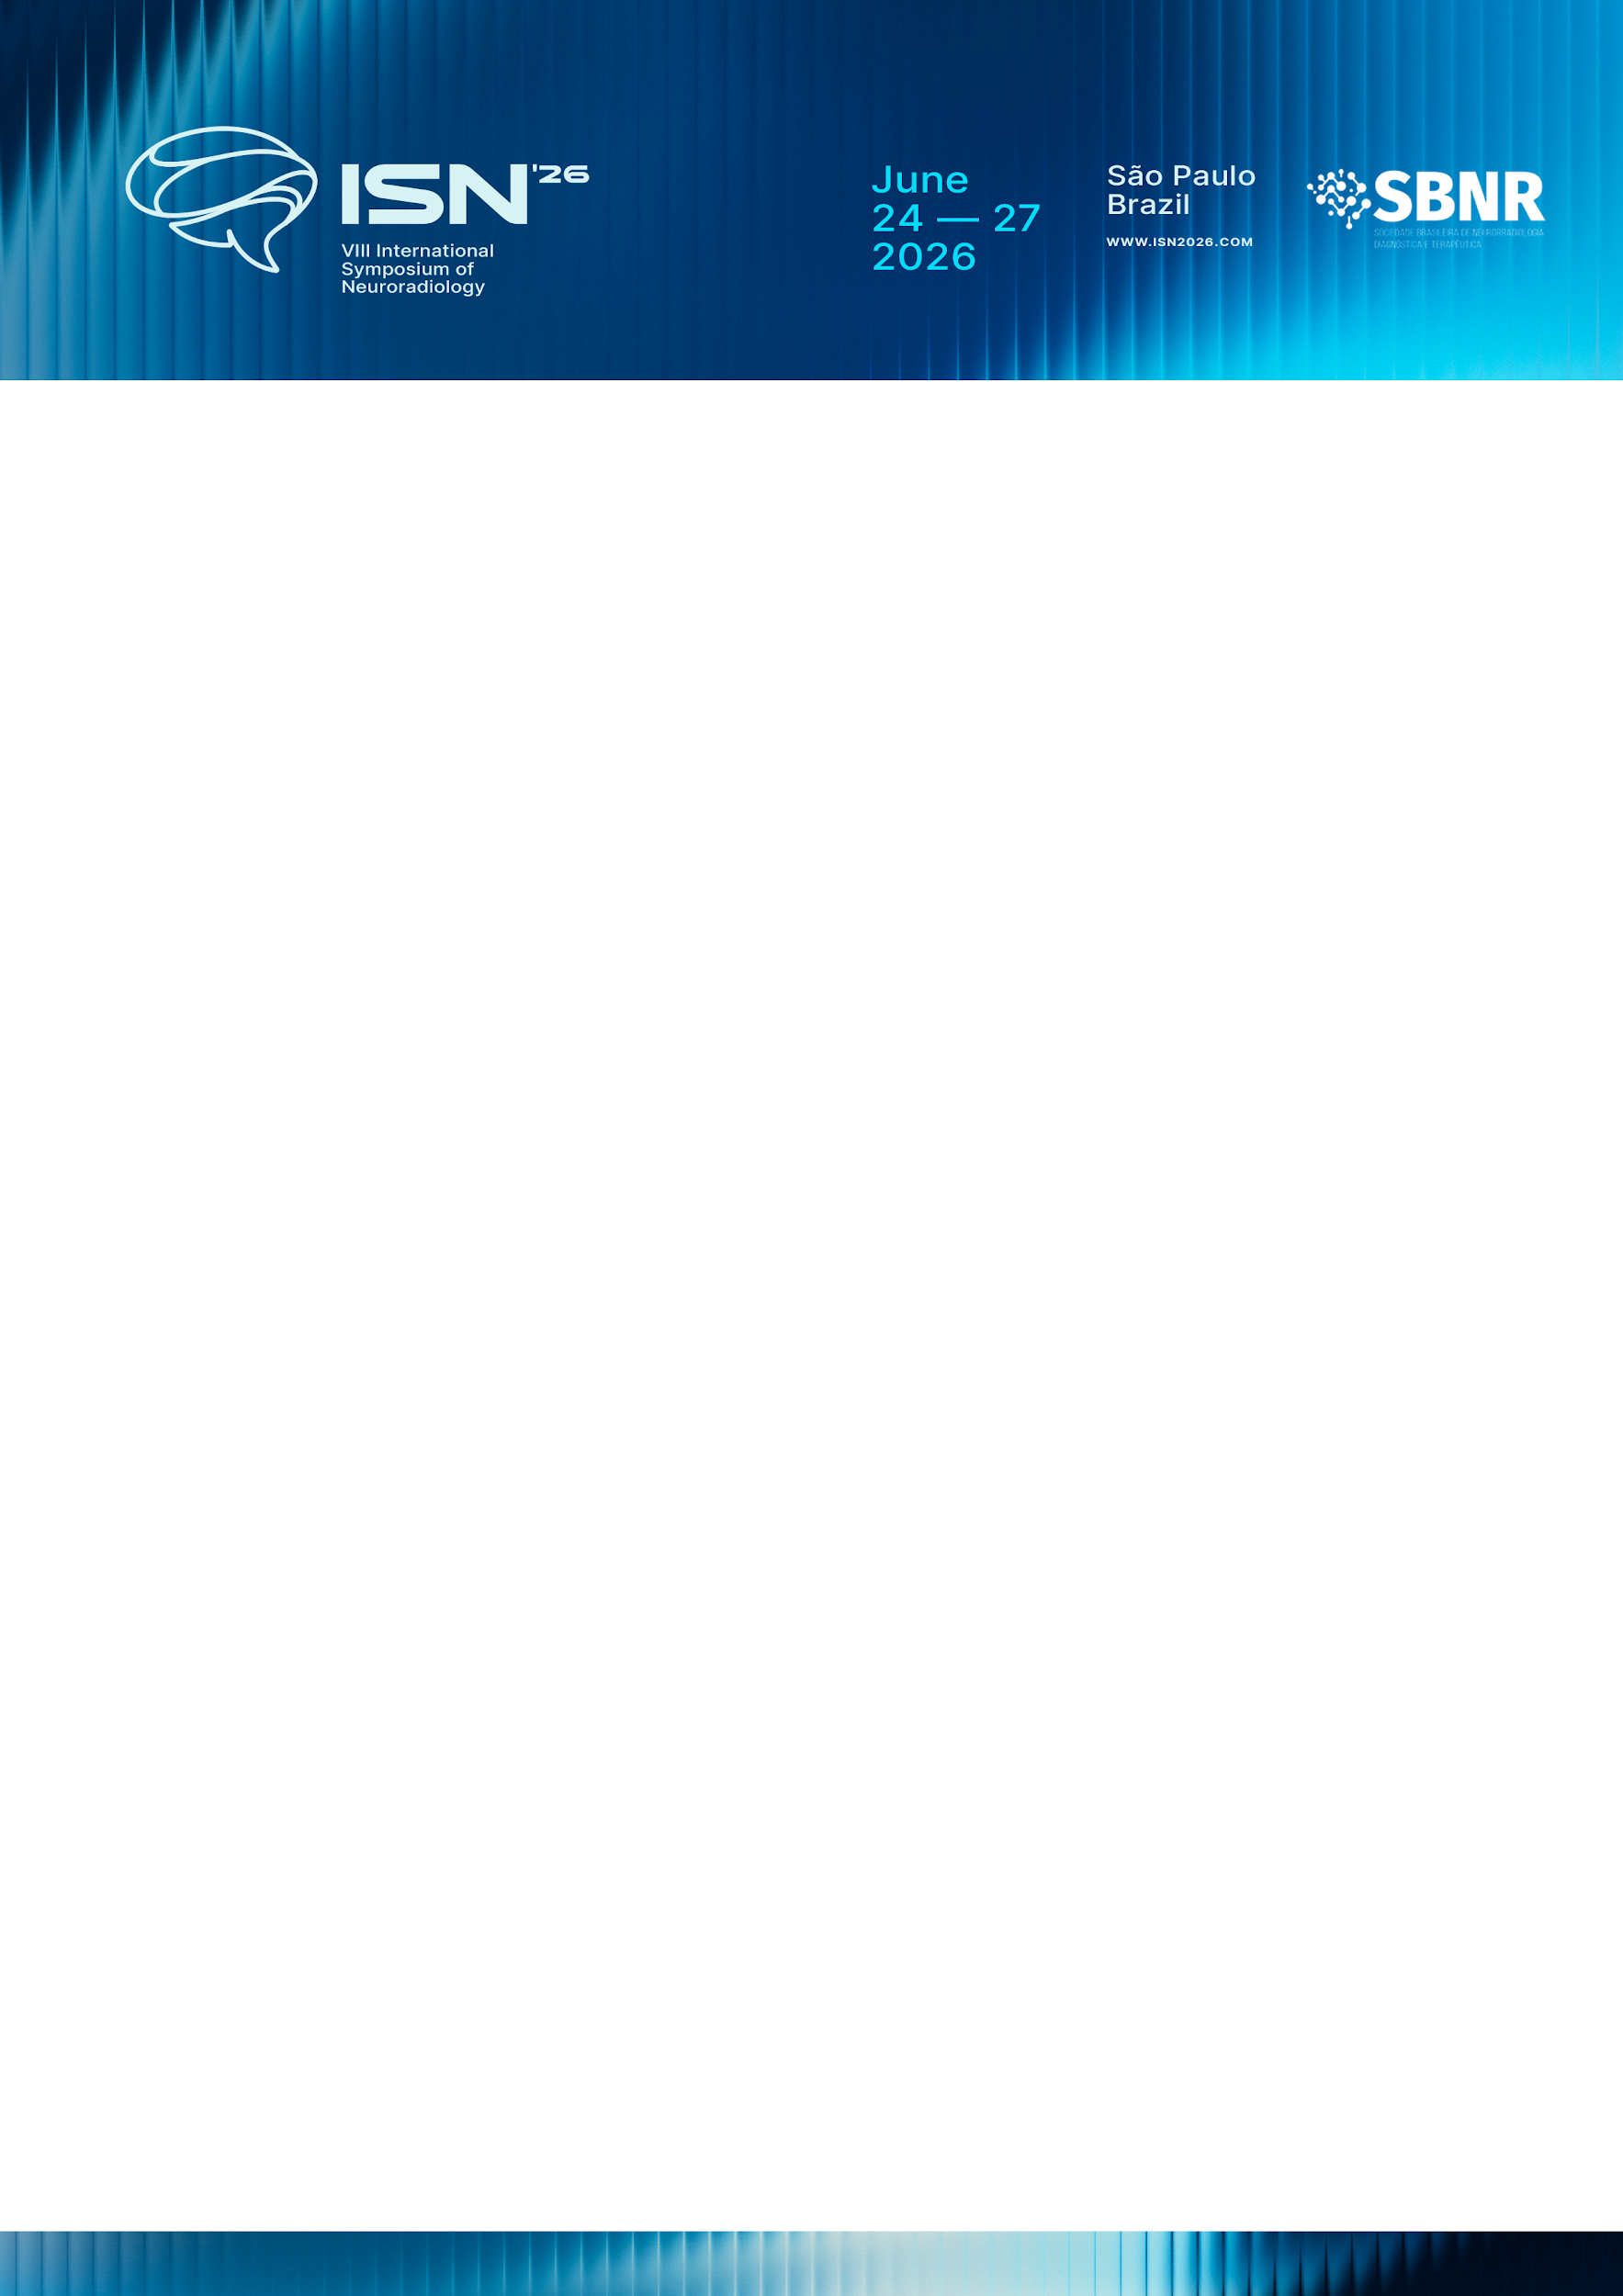 ISN'26
VIII International
Symposium of
Neuroradiology
June
24 — 27
2026
São Paulo
Brazil
WWW.ISN2026.COM
SBNR
SOCIEDADE BRASILEIRA DE NEURORRADIOLOGIA
DIAGNÓSTICA E TERAPÊUTICA